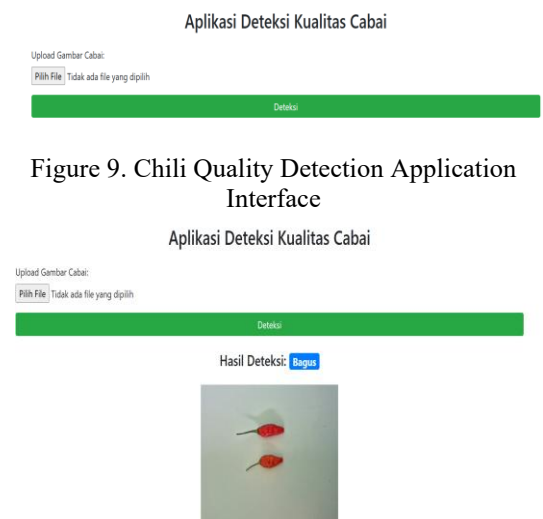 Aplikasi Deteksi Kualitas Cabai
Upload Gambar Cabai:
Pilih File Tidak ada file yang dipilih
Deteksi
Figure 9. Chili Quality Detection Application
Interface
Aplikasi Deteksi Kualitas Cabai
Upload Gambar Cabai:
Pilih File Tidak ada file yang dipilih
Deteksi
Hasil Deteksi: Bagus